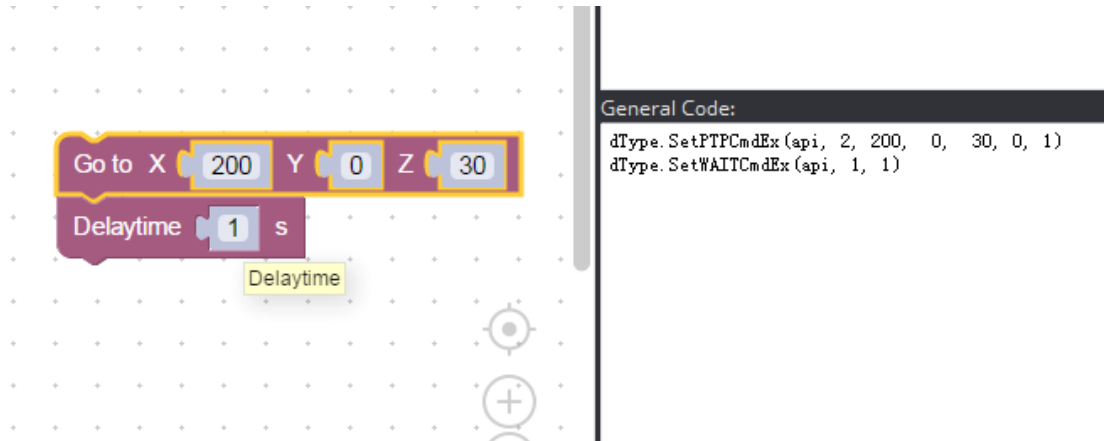 Go to X 200 Y 0 Z 30
Delaytime 1 s
Delaytime
General Code:
dType.SetPTPCmdEx(api, 2, 200,  0,  30, 0, 1)
dType.SetWAITCmdEx(api, 1, 1)